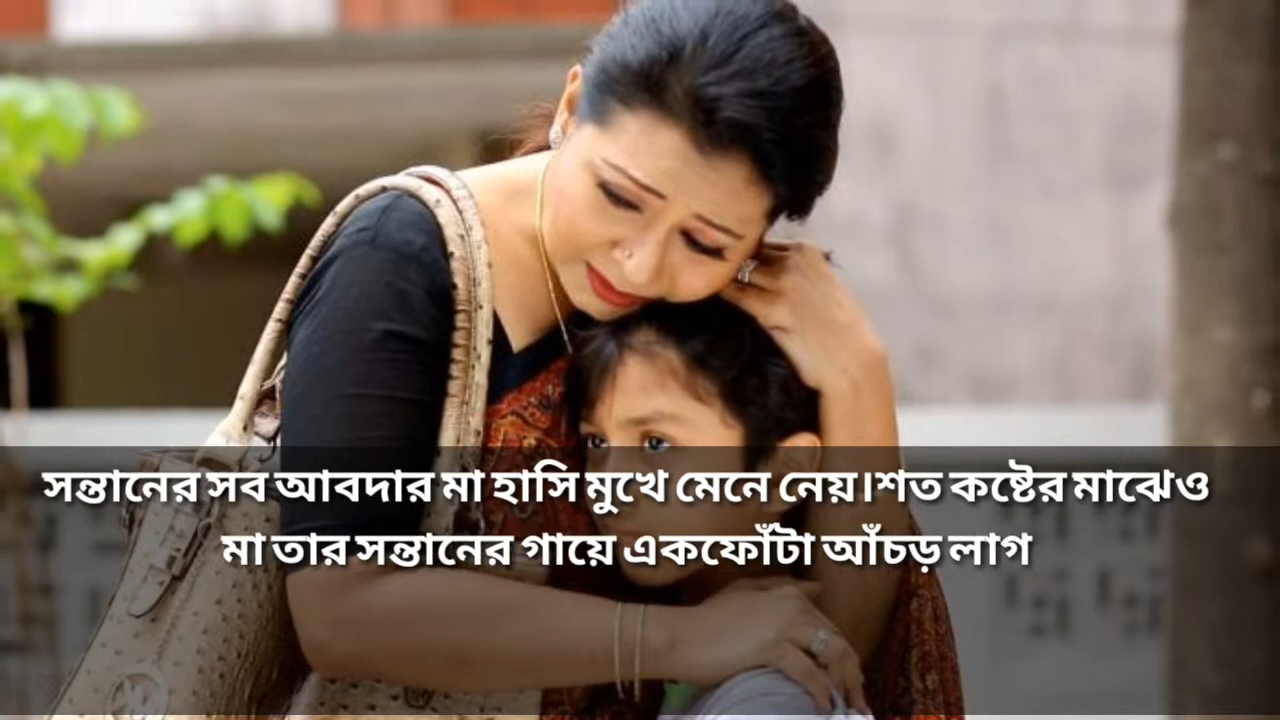 সন্তানের সব আবদার মা হাসি মুখে মেনে নেয়।শত কষ্টের মাঝেও
মা তার সন্তানের গায়ে একফোঁটা আঁচড় লাগ